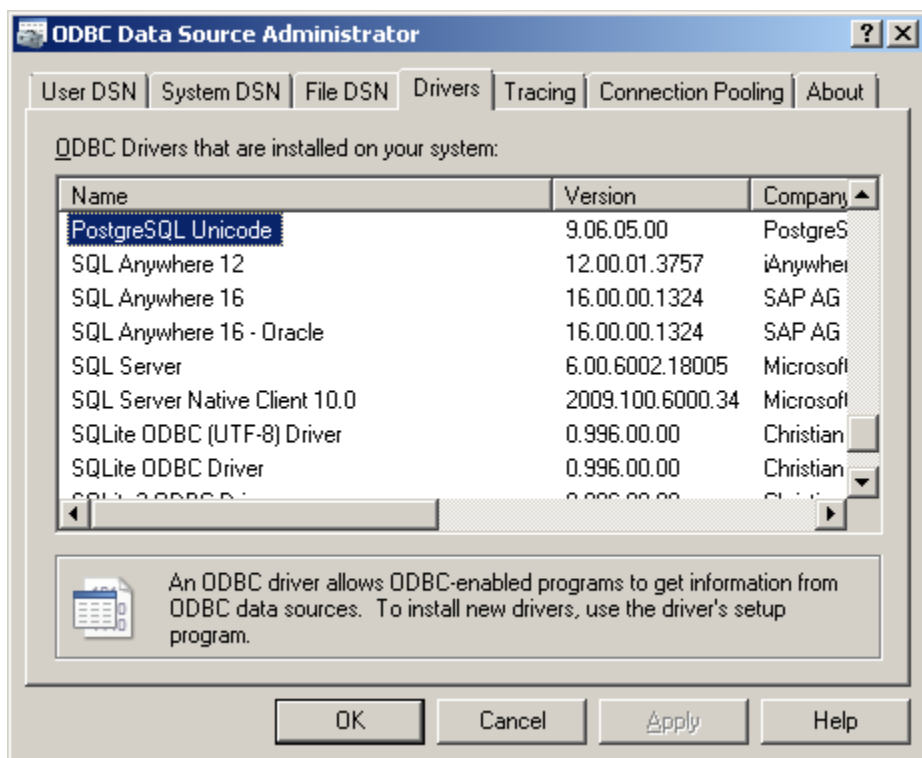 ODBC Data Source Administrator
User DSN System DSN File DSN Drivers Tracing Connection Pooling About
ODBC Drivers that are installed on your system:
Name Version Company
PostgreSQL Unicode 9.06.05.00 PostgreS
SQL Anywhere 12 12.00.01.3757 iAnywher
SQL Anywhere 16 16.00.00.1324 SAP AG
SQL Anywhere 16 - Oracle 16.00.00.1324 SAP AG
SQL Server 6.00.6002.18005 Microsoft
SQL Server Native Client 10.0 2009.100.6000.34 Microsoft
SQLite ODBC (UTF-8) Driver 0.996.00.00 Christian
SQLite ODBC Driver 0.996.00.00 Christian
An ODBC driver allows ODBC-enabled programs to get information from
ODBC data sources. To install new drivers, use the driver's setup
program.
OK Cancel Apply Help